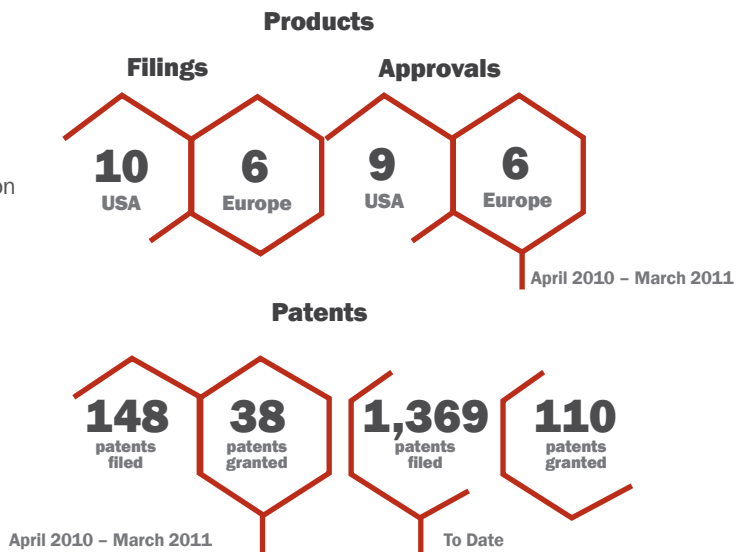 Products
Filings
Approvals
10
USA
6
Europe
9
USA
6
Europe
on
April 2010 – March 2011
Patents
148
patents
filed
38
patents
granted
1,369
patents
filed
110
patents
granted
April 2010 – March 2011
To Date